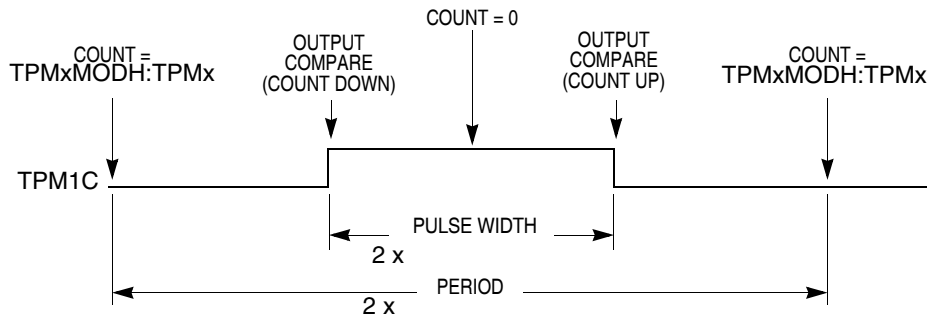 COUNT = 0
COUNT =
TPMxMODH:TPMx
OUTPUT
COMPARE
(COUNT DOWN)
OUTPUT
COMPARE
(COUNT UP)
COUNT =
TPMxMODH:TPMx
TPM1C
PULSE WIDTH
2 x
PERIOD
2 x